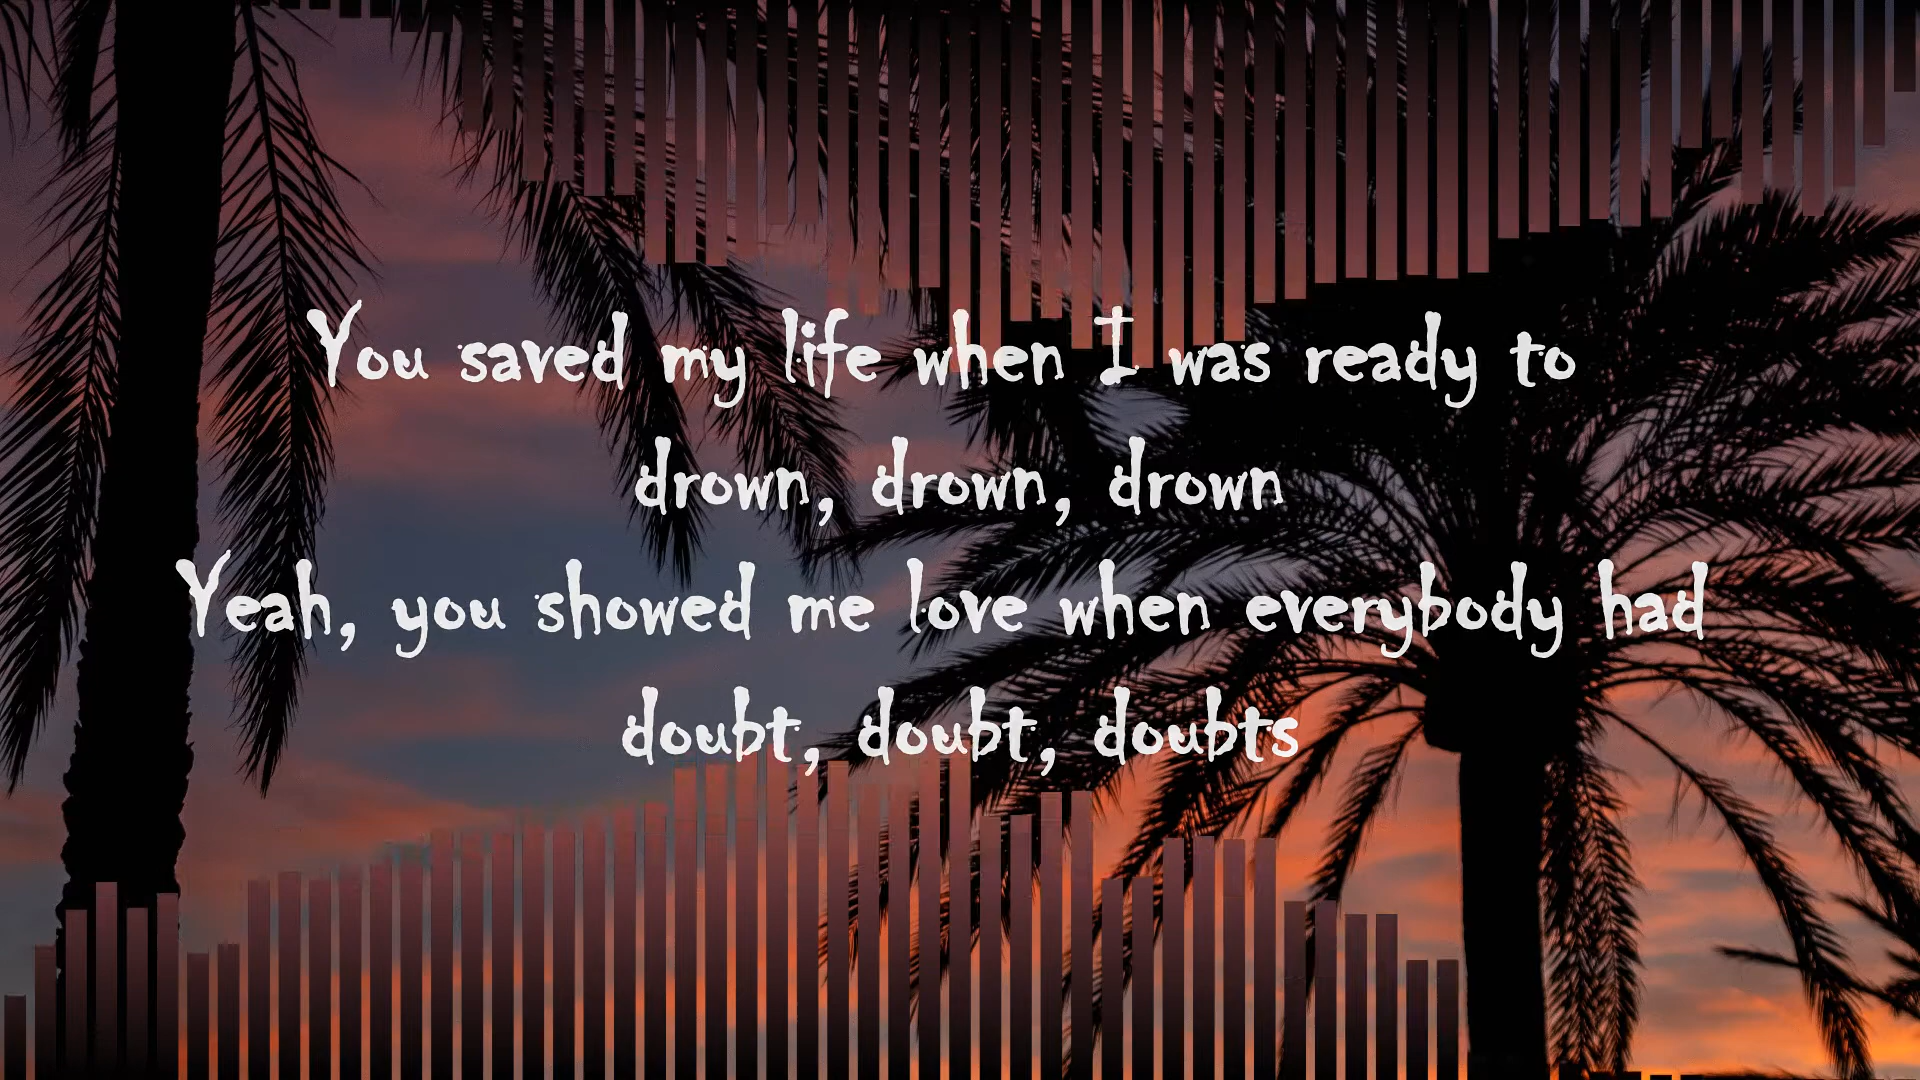 You saved my life when I was ready to
drown, drown, drown
Yeah, you showed me love when everybody had
doubt, doubt, doubts